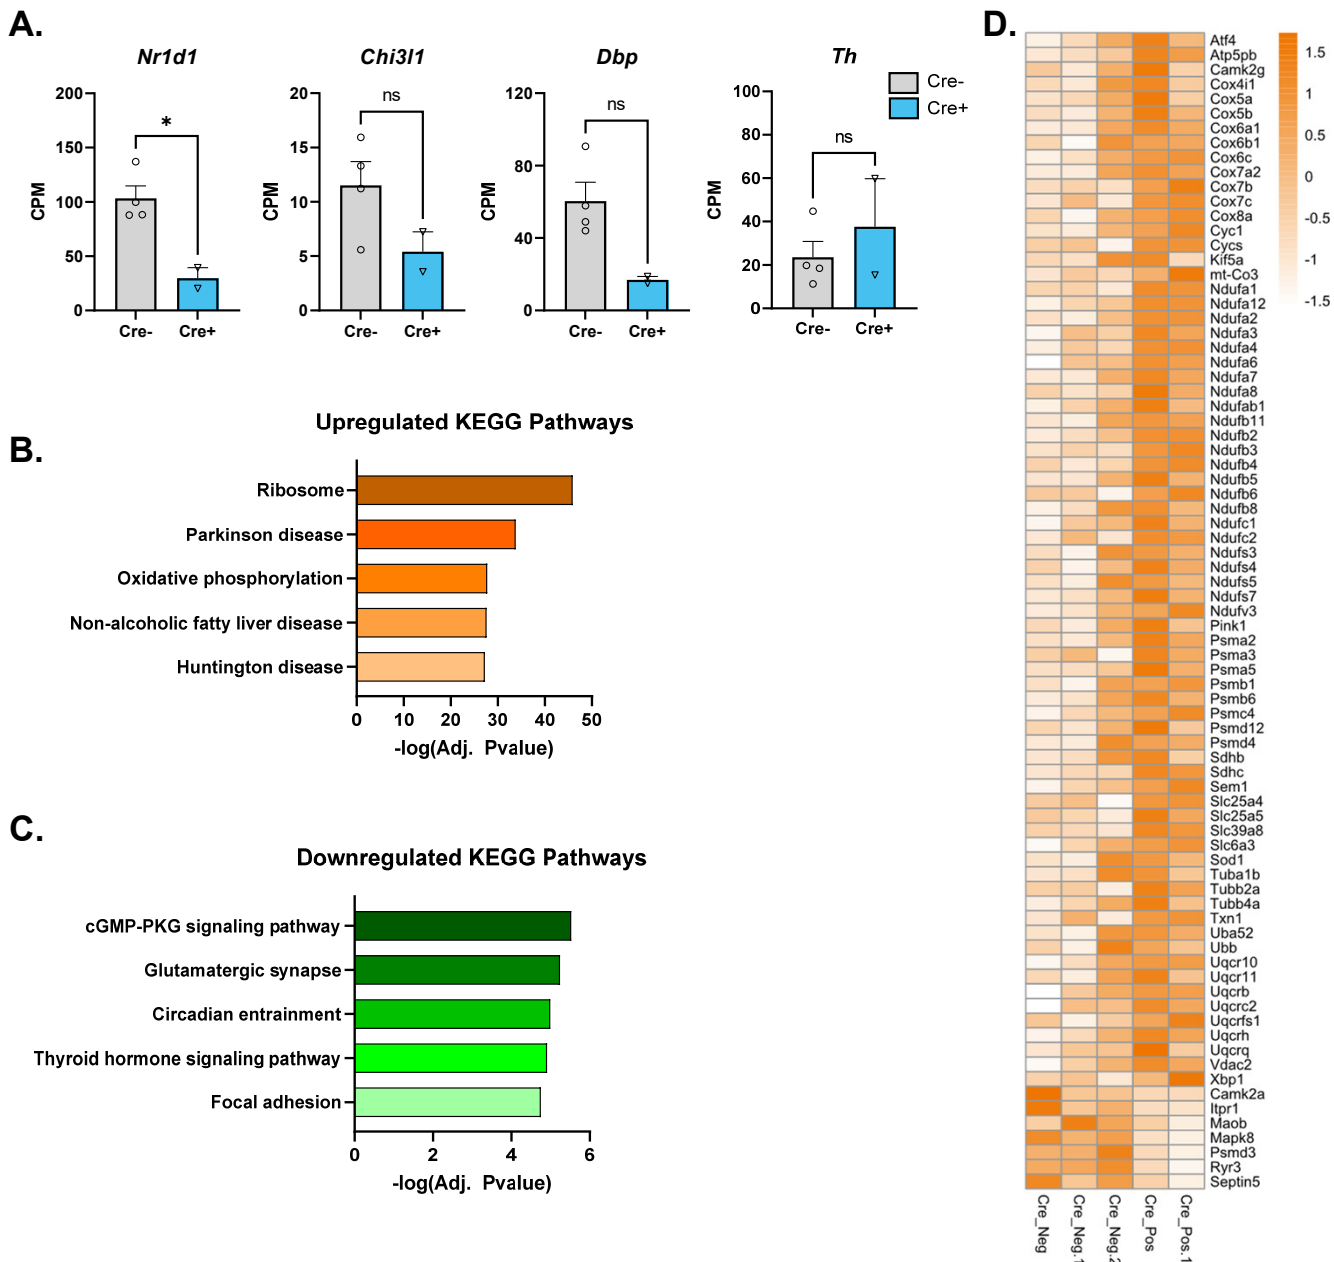 A.
Nr1d1
Chi3l1
Dbp
Th
Cre-
Cre+
CPM
200
150
100
50
0
*
Cre-
Cre+
CPM
20
15
10
5
0
ns
Cre-
Cre+
CPM
120
80
40
0
ns
Cre-
Cre+
CPM
100
80
60
40
20
0
ns
Cre-
Cre+
B.
Upregulated KEGG Pathways
Ribosome
Parkinson disease
Oxidative phosphorylation
Non-alcoholic fatty liver disease
Huntington disease
0 10 20 30 40 50
-log(Adj. Pvalue)
C.
Downregulated KEGG Pathways
cGMP-PKG signaling pathway
Glutamatergic synapse
Circadian entrainment
Thyroid hormone signaling pathway
Focal adhesion
0 2 4 6
-log(Adj. Pvalue)
D.
Atf4
Atp5pb
Camk2g
Cox4i1
Cox5a
Cox5b
Cox6a1
Cox6b1
Cox6c
Cox7a2
Cox7b
Cox7c
Cox8a
Cyc1
Cycs
Kif5a
mt-Co3
Ndufa1
Ndufa12
Ndufa2
Ndufa3
Ndufa4
Ndufa6
Ndufa7
Ndufa8
Ndufab1
Ndufb11
Ndufb2
Ndufb3
Ndufb4
Ndufb5
Ndufb6
Ndufb8
Ndufc1
Ndufc2
Ndufs3
Ndufs4
Ndufs5
Ndufs7
Ndufv3
Pink1
Psma2
Psma3
Psma5
Psmb1
Psmb6
Psmc4
Psmd12
Psmd4
Sdhb
Sdhc
Sem1
Slc25a4
Slc25a5
Slc39a8
Slc6a3
Sod1
Tuba1b
Tubb2a
Tubb4a
Txn1
Uba52
Ubb
Uqcr10
Uqcr11
Uqcrb
Uqcrc2
Uqcrfs1
Uqcrh
Uqcrq
Vdac2
Xbp1
Camk2a
Itpr1
Maob
Mapk8
Psmd3
Ryr3
Septin5
1.5
1
0.5
0
-0.5
-1
-1.5
Cre_Neg
Cre_Neg.1
Cre_Neg.2
Cre_Pos
Cre_Pos.1